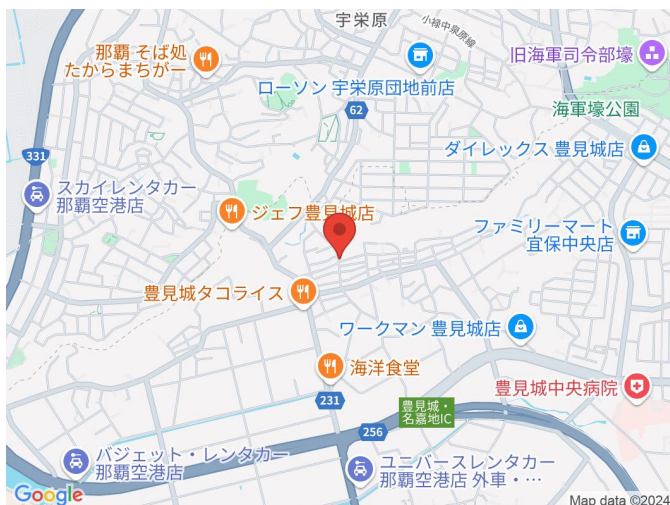 宇栄原
小禄中泉原線
那覇 そば処
たからまちがー
旧海軍司令部壕
ローソン 宇栄原団地前店
62
海軍壕公園
331
ダイレックス 豊見城店
スカイレンタカー
那覇空港店
ジェフ豊見城店
ファミリーマート
宜保中央店
豊見城タコライス
ワークマン 豊見城店
海洋食堂
豊見城中央病院
231
豊見城・
名嘉地IC
256
バジェット・レンタカー
那覇空港店
ユニバースレンタカー
那覇空港店 外車・…
Google
Map data ©2024